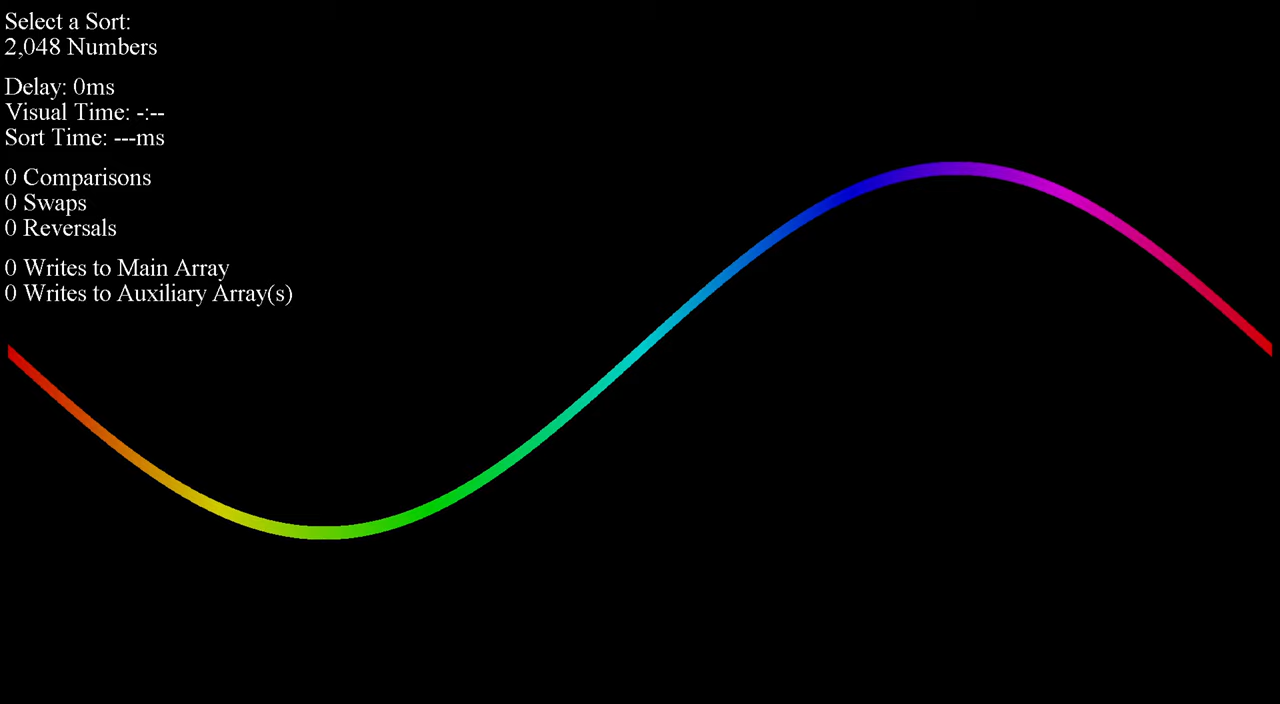 Select a Sort:
2,048 Numbers
Delay: 0ms
Visual Time: -:--
Sort Time: ---ms
0 Comparisons
0 Swaps
0 Reversals
0 Writes to Main Array
0 Writes to Auxiliary Array(s)